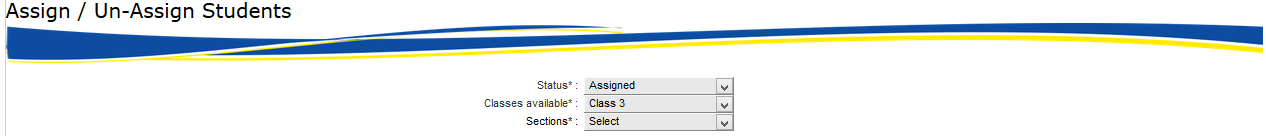 Assign / Un-Assign Students
Status* : Assigned
Classes available* : Class 3
Sections* : Select